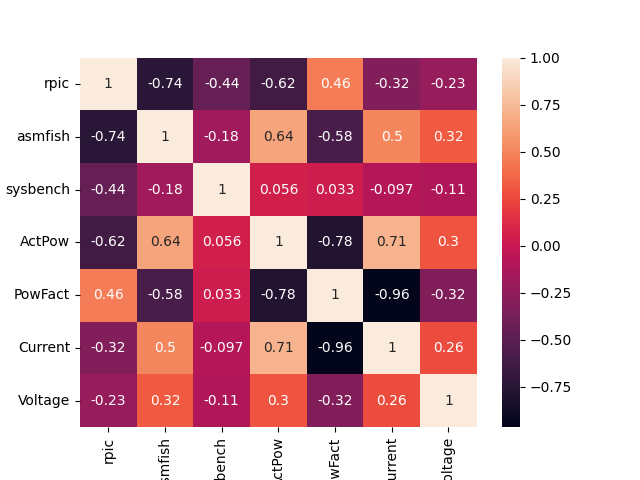 rpic 1 -0.74 -0.44 -0.62 0.46 -0.32 -0.23
asmfish -0.74 1 -0.18 0.64 -0.58 0.5 0.32
sysbench -0.44 -0.18 1 0.056 0.033 -0.097 -0.11
ActPow -0.62 0.64 0.056 1 -0.78 0.71 0.3
PowFact 0.46 -0.58 0.033 -0.78 1 -0.96 -0.32
Current -0.32 0.5 -0.097 0.71 -0.96 1 0.26
Voltage -0.23 0.32 -0.11 0.3 -0.32 0.26 1
rpic
smfish
bench
ctPow
wFact
urrent
oltage
1.00
0.75
0.50
0.25
0.00
−0.25
−0.50
−0.75